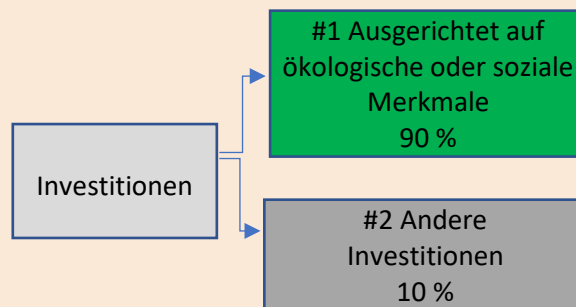 #1 Ausgerichtet auf
ökologische oder soziale
Merkmale
90 %
Investitionen
#2 Andere
Investitionen
10 %